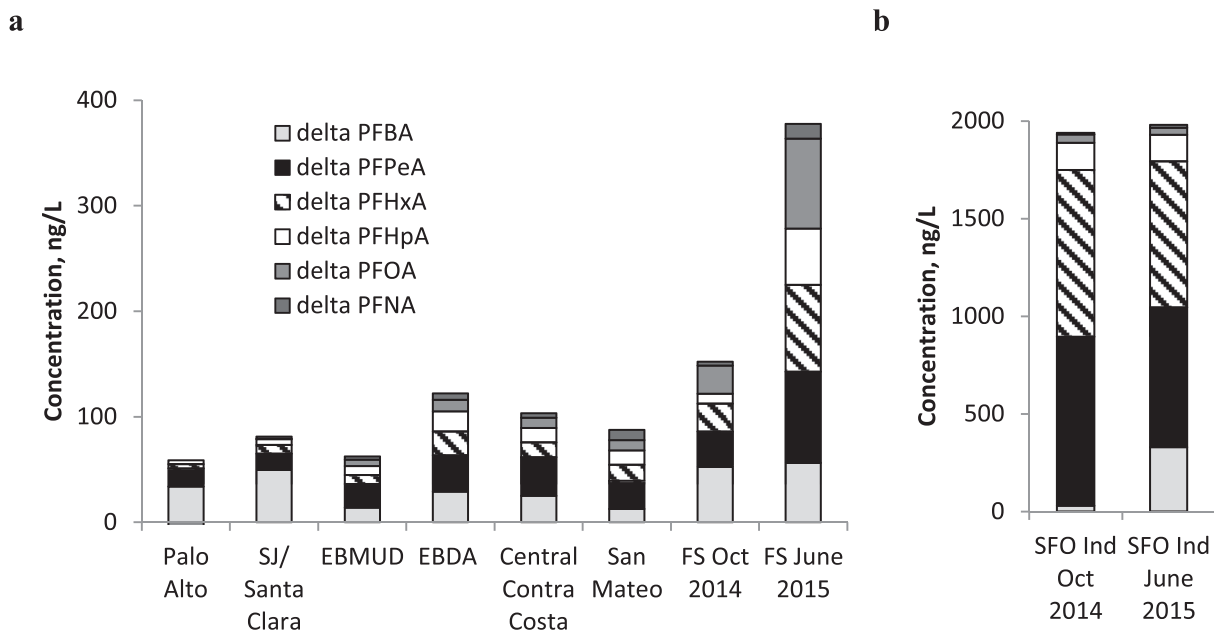 a
400
300
200
100
0
Concentration, ng/L
delta PFBA
delta PFPeA
delta PFHxA
delta PFHpA
delta PFOA
delta PFNA
Palo
Alto
SJ/
Santa
Clara
EBMUD
EBDA
Central
Contra
Costa
San
Mateo
FS Oct
2014
FS June
2015
b
2000
1500
1000
500
0
Concentration, ng/L
SFO Ind
Oct
2014
SFO Ind
June
2015